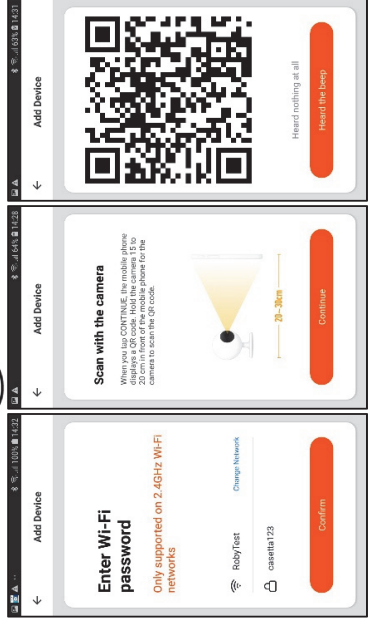 100% 14:32
Add Device
Enter Wi-Fi
password
Only supported on 2.4GHz Wi-Fi
networks
RobyTest Change Network
casetta123
Confirm
64% 14:28
Add Device
Scan with the camera
When you tap CONTINUE, the mobile phone
displays a QR code. Hold the camera 15 to
20 cm in front of the mobile phone for the
camera to scan the QR code.
20–30cm
Continue
63% 14:31
Add Device
Heard nothing at all
Heard the beep